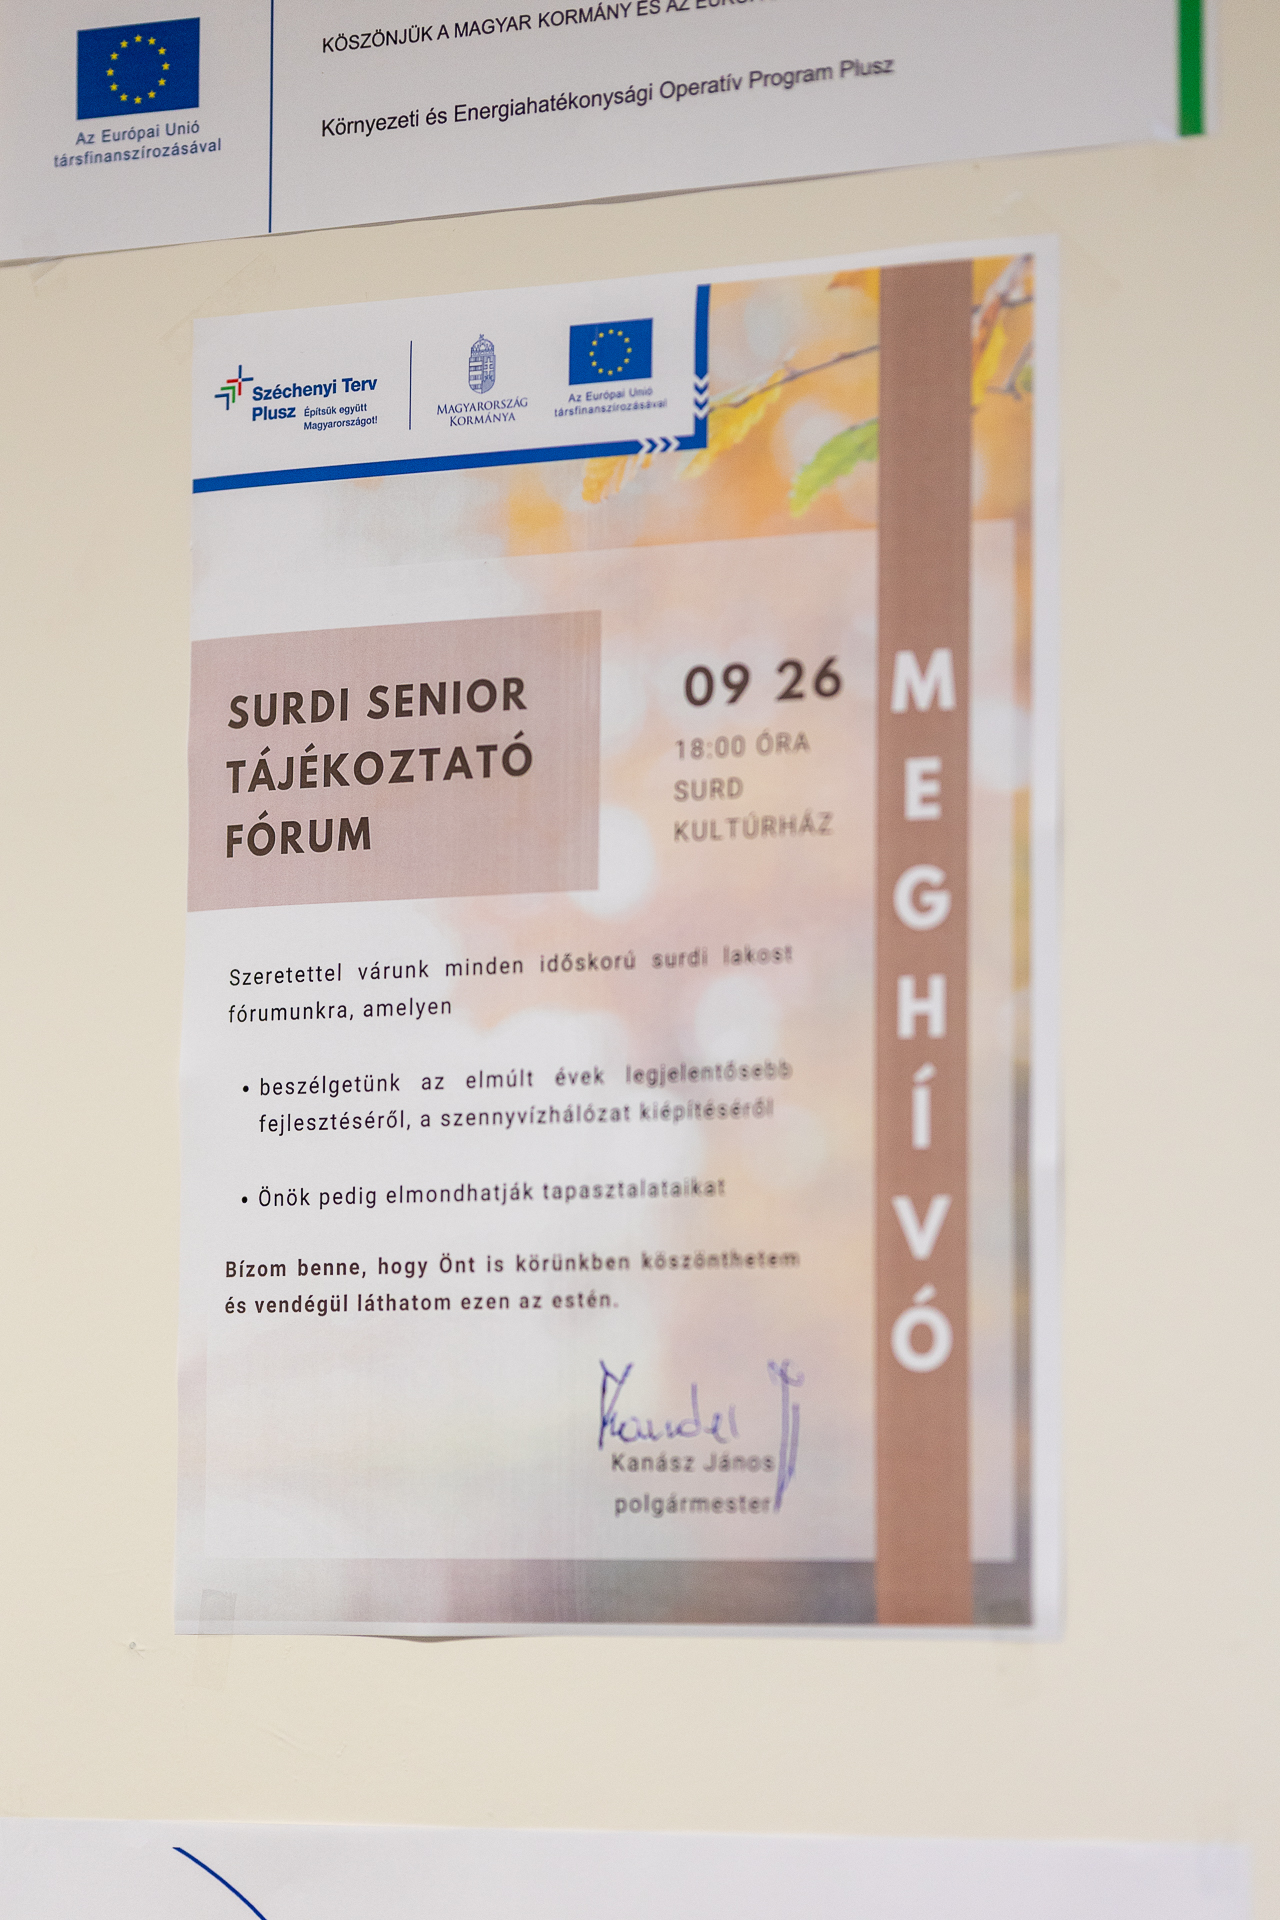 KÖSZÖNJÜK A MAGYAR KORMÁNY ÉS AZ
Környezeti és Energiahatékonysági Operatív Program Plusz
Az Európai Unió
társfinanszírozásával
Széchenyi Terv
Plusz Építsük együtt
Magyarországot!
MAGYARORSZÁG
KORMÁNYA
Az Európai Unió
társfinanszírozásával
MEGHÍVÓ
SURDI SENIOR
TÁJÉKOZTATÓ
FÓRUM
09 26
18:00 ÓRA
SURD
KULTÚRHÁZ
Szeretettel várunk minden időskorú surdi lakost
fórumunkra, amelyen
• beszélgetünk az elmúlt évek legjelentősebb
fejlesztéséről, a szennyvízhálózat kiépítéséről
• Önök pedig elmondhatják tapasztalataikat
Bízom benne, hogy Önt is körünkben köszönthetem
és vendégül láthatom ezen az estén.
Kanász János
polgármester